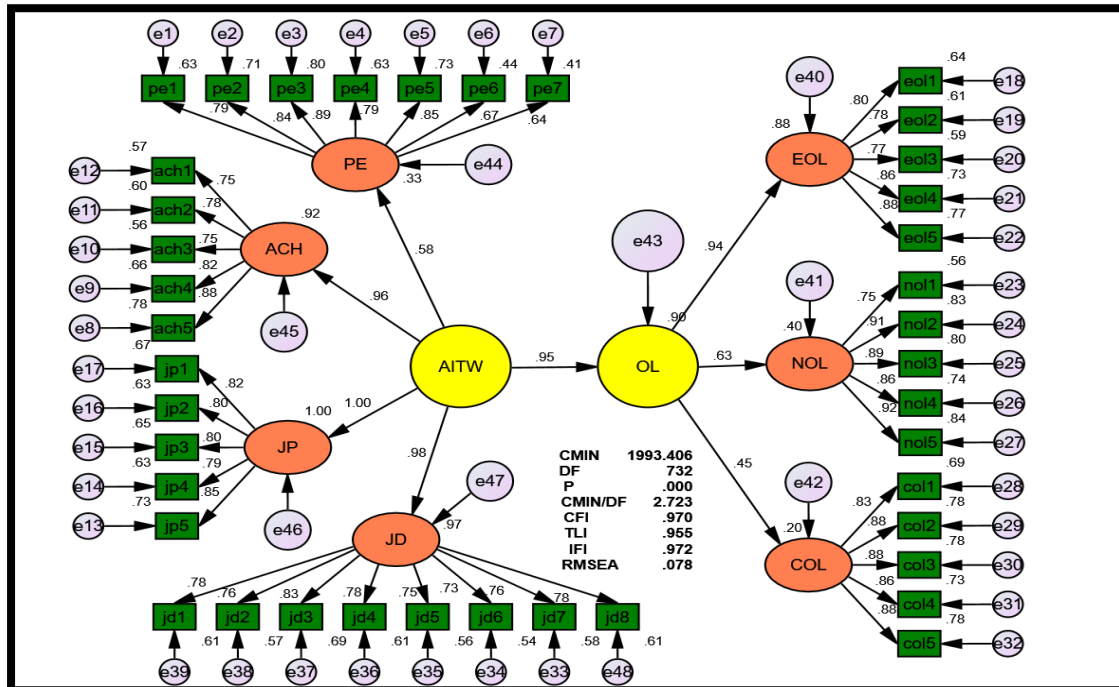 e1 e2 e3 e4 e5 e6 e7
.63 .71 .80 .63 .73 .44 .41
pe1 pe2 pe3 pe4 pe5 pe6 pe7
.79 .84 .89 .79 .85 .67 .64
PE
.33
e44
.58
e12 .57 ach1 .75
e11 .60 ach2 .78
e10 .56 ach3 .75
e9 .66 ach4 .82
e8 .78 ach5 .88
.92
ACH
e45
.96
e17 .67 jp1 .82
e16 .63 jp2 .80
e15 .65 jp3 .80
e14 .63 jp4 .79
e13 .73 jp5 .85
1.00
JP
e46
1.00
AITW
.95
.98
e47
.97
JD
.78 .76 .83 .78 .75 .73 .76 .78
jd1 jd2 jd3 jd4 jd5 jd6 jd7 jd8
.61 .57 .69 .61 .56 .54 .58 .61
e39 e38 e37 e36 e35 e34 e33 e48
e43
.90
OL
CMIN 1993.406
DF 732
P .000
CMIN/DF 2.723
CFI .970
TLI .955
IFI .972
RMSEA .078
.94
e40
.88
EOL
.80 eol1 .64 e18
.78 eol2 .61 e19
.77 eol3 .59 e20
.86 eol4 .73 e21
.88 eol5 .77 e22
.63
e41
.40
NOL
.75 nol1 .56 e23
.91 nol2 .83 e24
.89 nol3 .80 e25
.86 nol4 .74 e26
.92 nol5 .84 e27
.45
e42
.20
COL
.83 col1 .69 e28
.88 col2 .78 e29
.88 col3 .78 e30
.86 col4 .73 e31
.88 col5 .78 e32